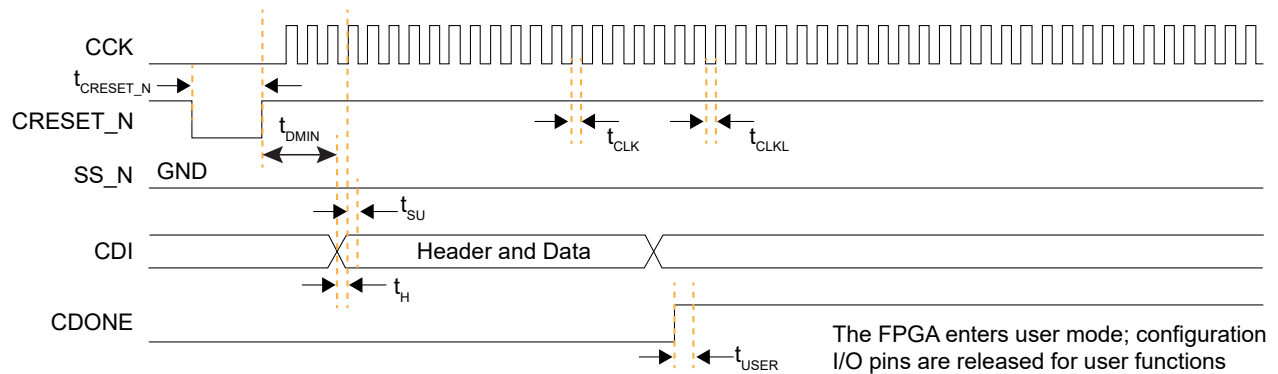 CCK
tCRESET_N
CRESET_N
tDMIN
tCLK
tCLKL
SS_N GND
tSU
CDI Header and Data
tH
CDONE
tUSER
The FPGA enters user mode; configuration
I/O pins are released for user functions